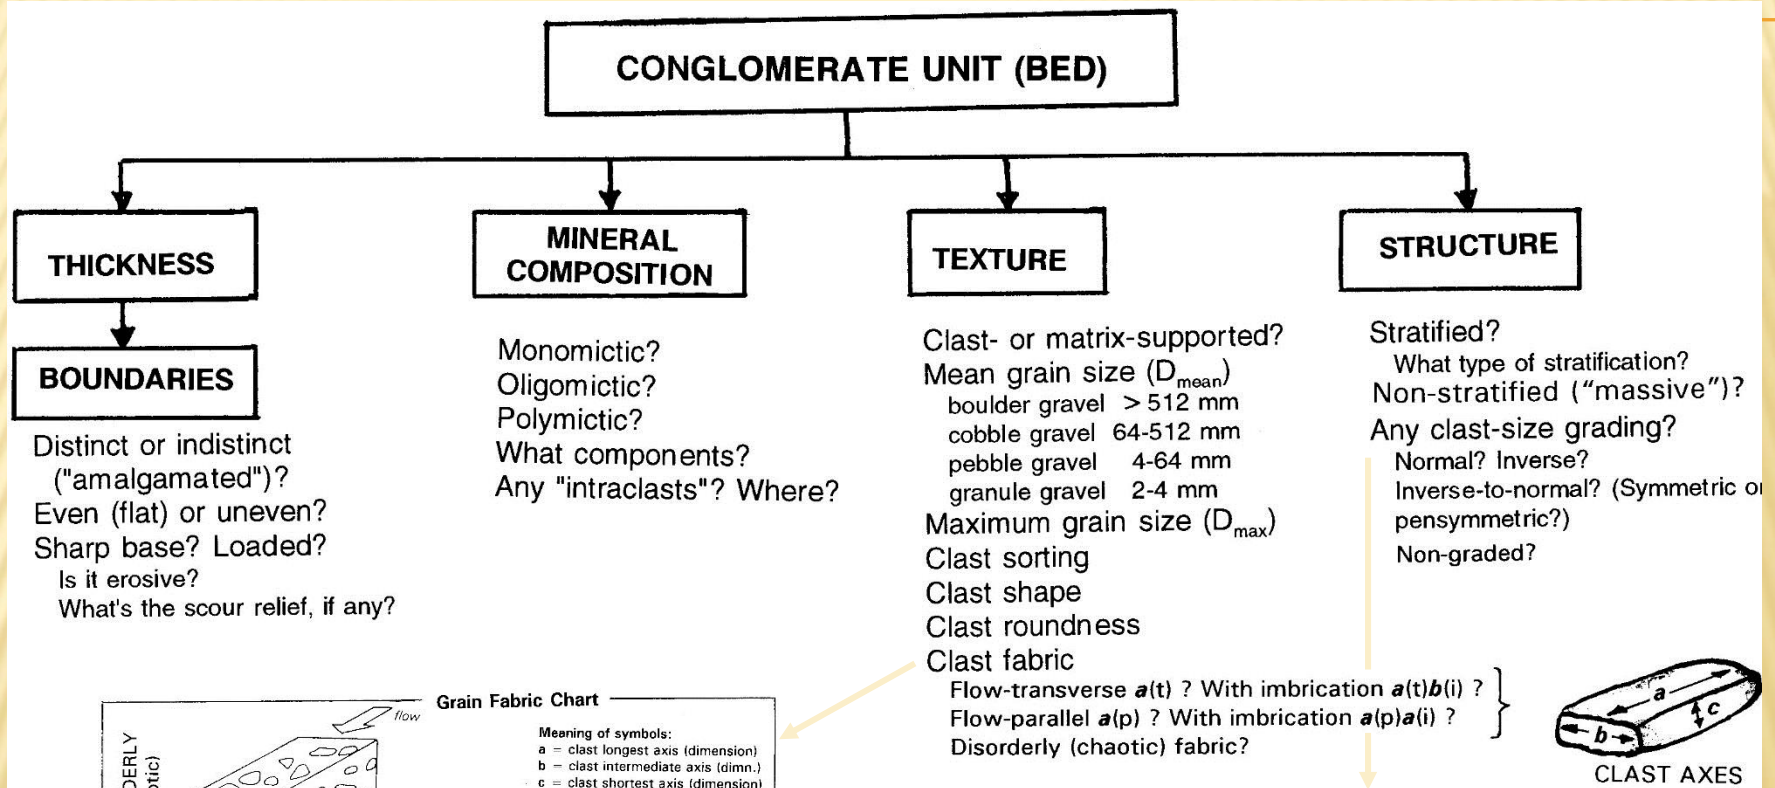 CONGLOMERATE UNIT (BED)
THICKNESS
BOUNDARIES
Distinct or indistinct
("amalgamated")?
Even (flat) or uneven?
Sharp base? Loaded?
Is it erosive?
What's the scour relief, if any?
MINERAL
COMPOSITION
Monomictic?
Oligomictic?
Polymictic?
What components?
Any "intraclasts"? Where?
TEXTURE
Clast- or matrix-supported?
Mean grain size (Dmean)
boulder gravel > 512 mm
cobble gravel 64-512 mm
pebble gravel 4-64 mm
granule gravel 2-4 mm
Maximum grain size (Dmax)
Clast sorting
Clast shape
Clast roundness
Clast fabric
Flow-transverse a(t) ? With imbrication a(t)b(i) ?
Flow-parallel a(p) ? With imbrication a(p)a(i) ?
Disorderly (chaotic) fabric?
STRUCTURE
Stratified?
What type of stratification?
Non-stratified ("massive")?
Any clast-size grading?
Normal? Inverse?
Inverse-to-normal? (Symmetric or
pensymmetric?)
Non-graded?
a
b
c
CLAST AXES
Grain Fabric Chart
flow
Meaning of symbols:
a = clast longest axis (dimension)
b = clast intermediate axis (dimn.)
c = clast shortest axis (dimension)